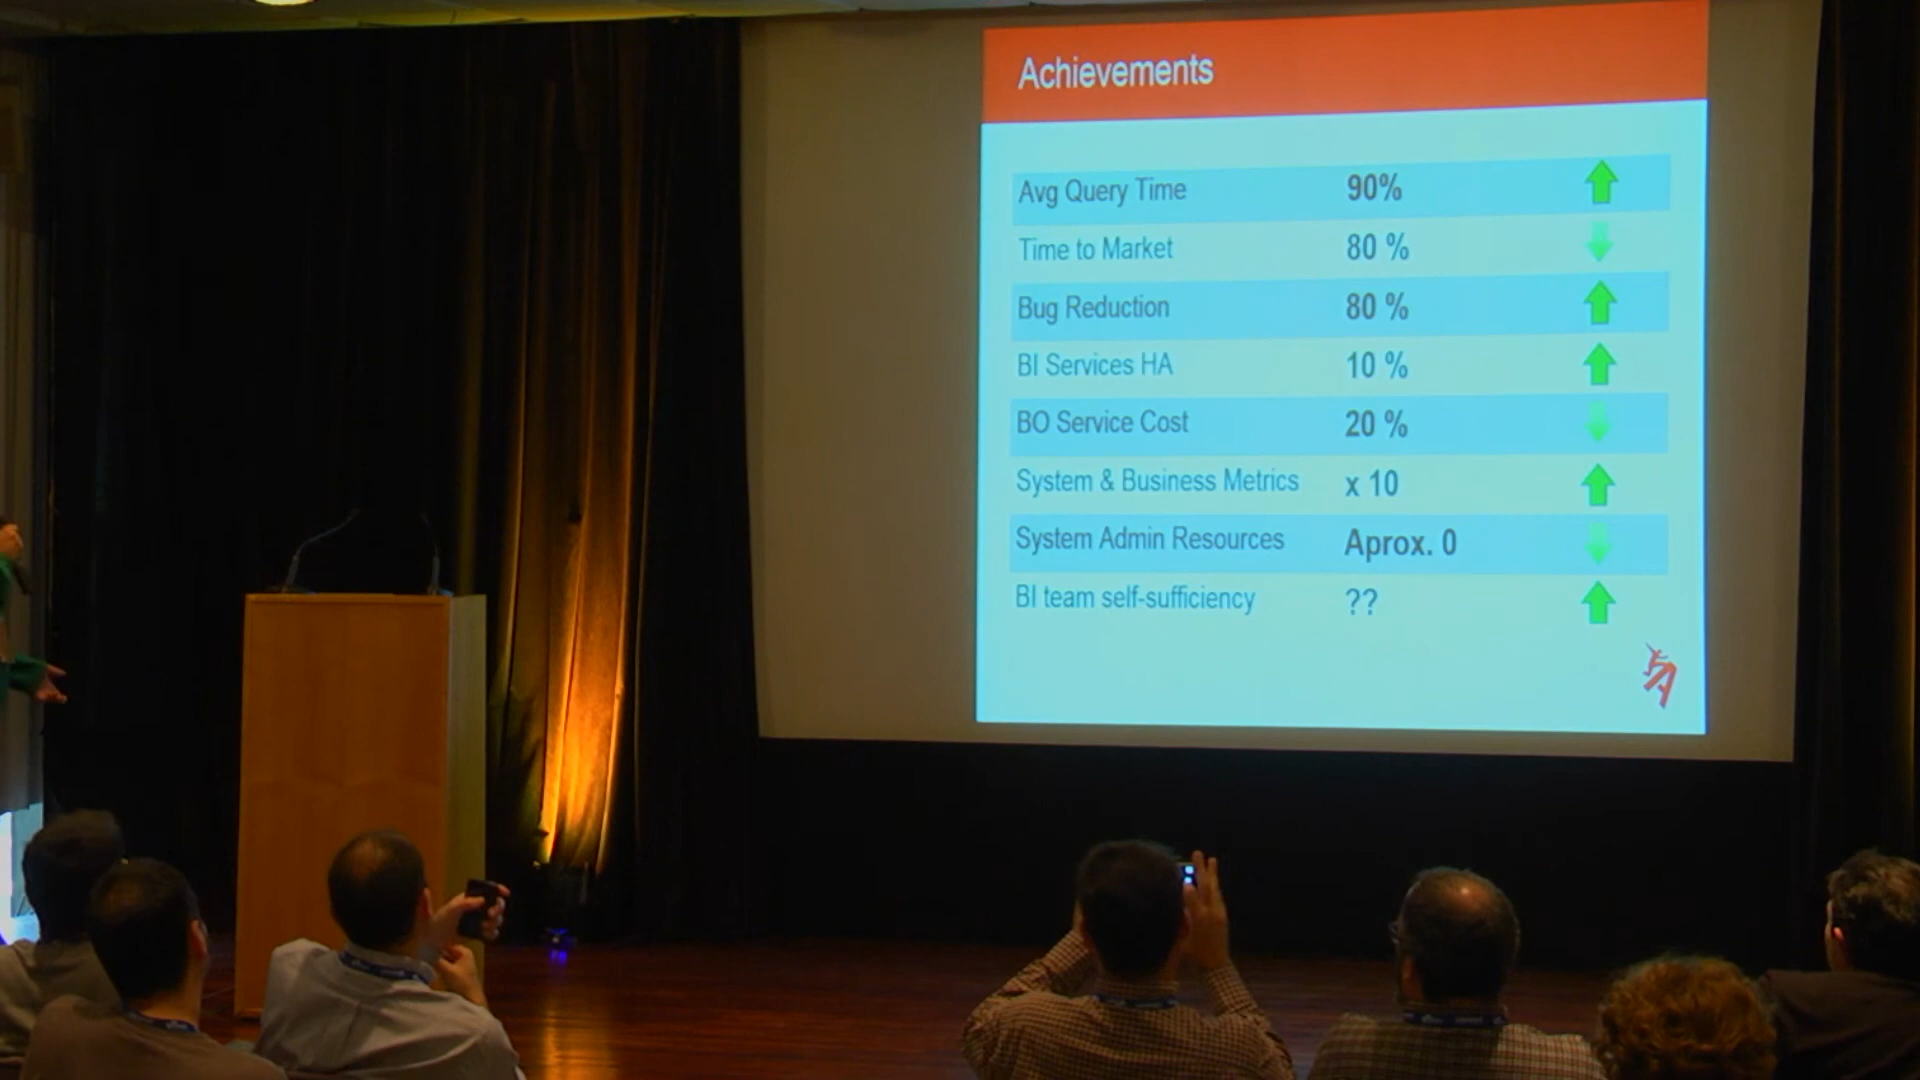 Achievements
Avg Query Time 90%
Time to Market 80 %
Bug Reduction 80 %
BI Services HA 10 %
BO Service Cost 20 %
System & Business Metrics x 10
System Admin Resources Aprox. 0
BI team self-sufficiency ??